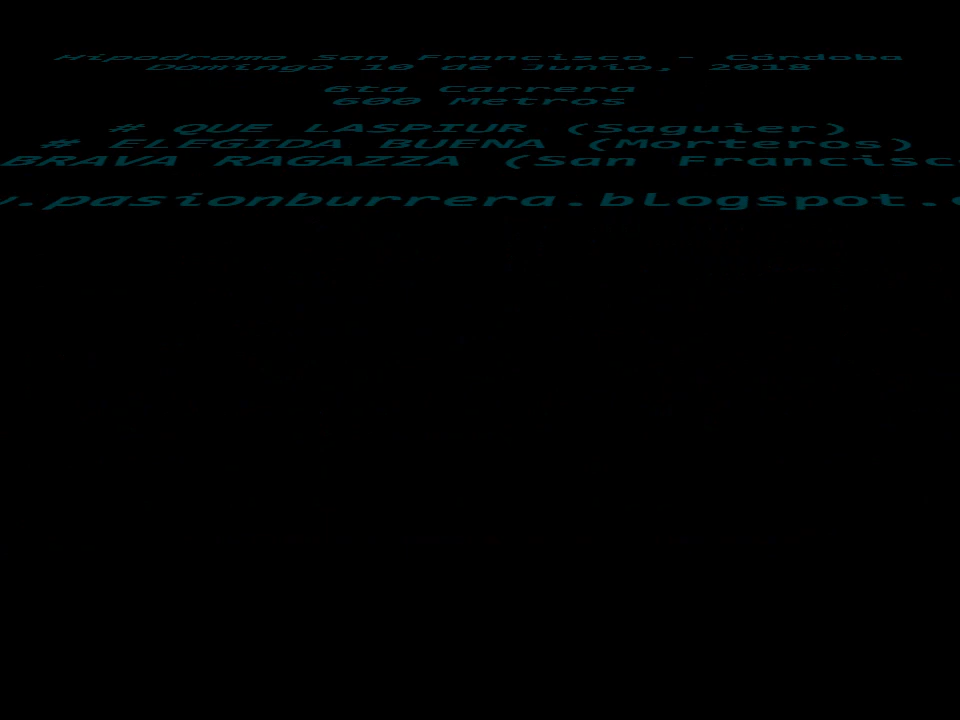 Hipodromo San Francisco - Córdoba
Domingo 10 de Junio, 2018
6ta Carrera
600 Metros
# QUE LASPIUR (Saguier)
# ELEGIDA BUENA (Morteros)
BRAVA RAGAZZA (San Francisco
.pasionburrera.blogspot.